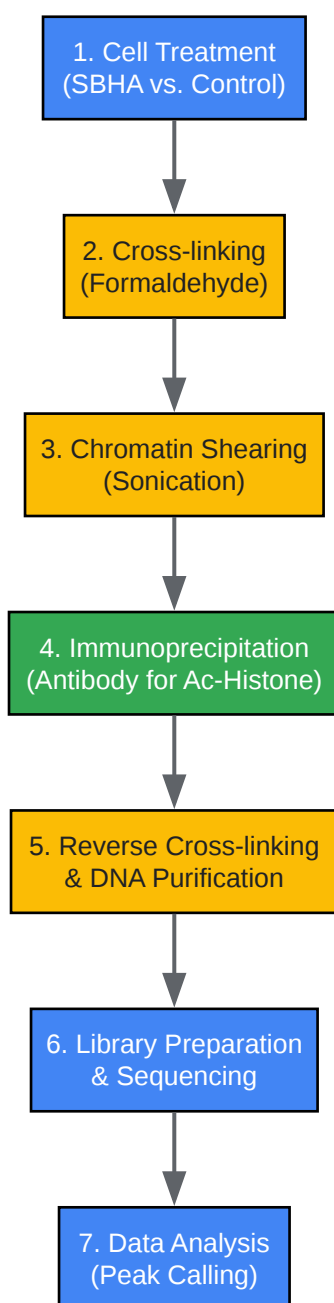 1. Cell Treatment
(SBHA vs. Control)
2. Cross-linking
(Formaldehyde)
3. Chromatin Shearing
(Sonication)
4. Immunoprecipitation
(Antibody for Ac-Histone)
5. Reverse Cross-linking
& DNA Purification
6. Library Preparation
& Sequencing
7. Data Analysis
(Peak Calling)